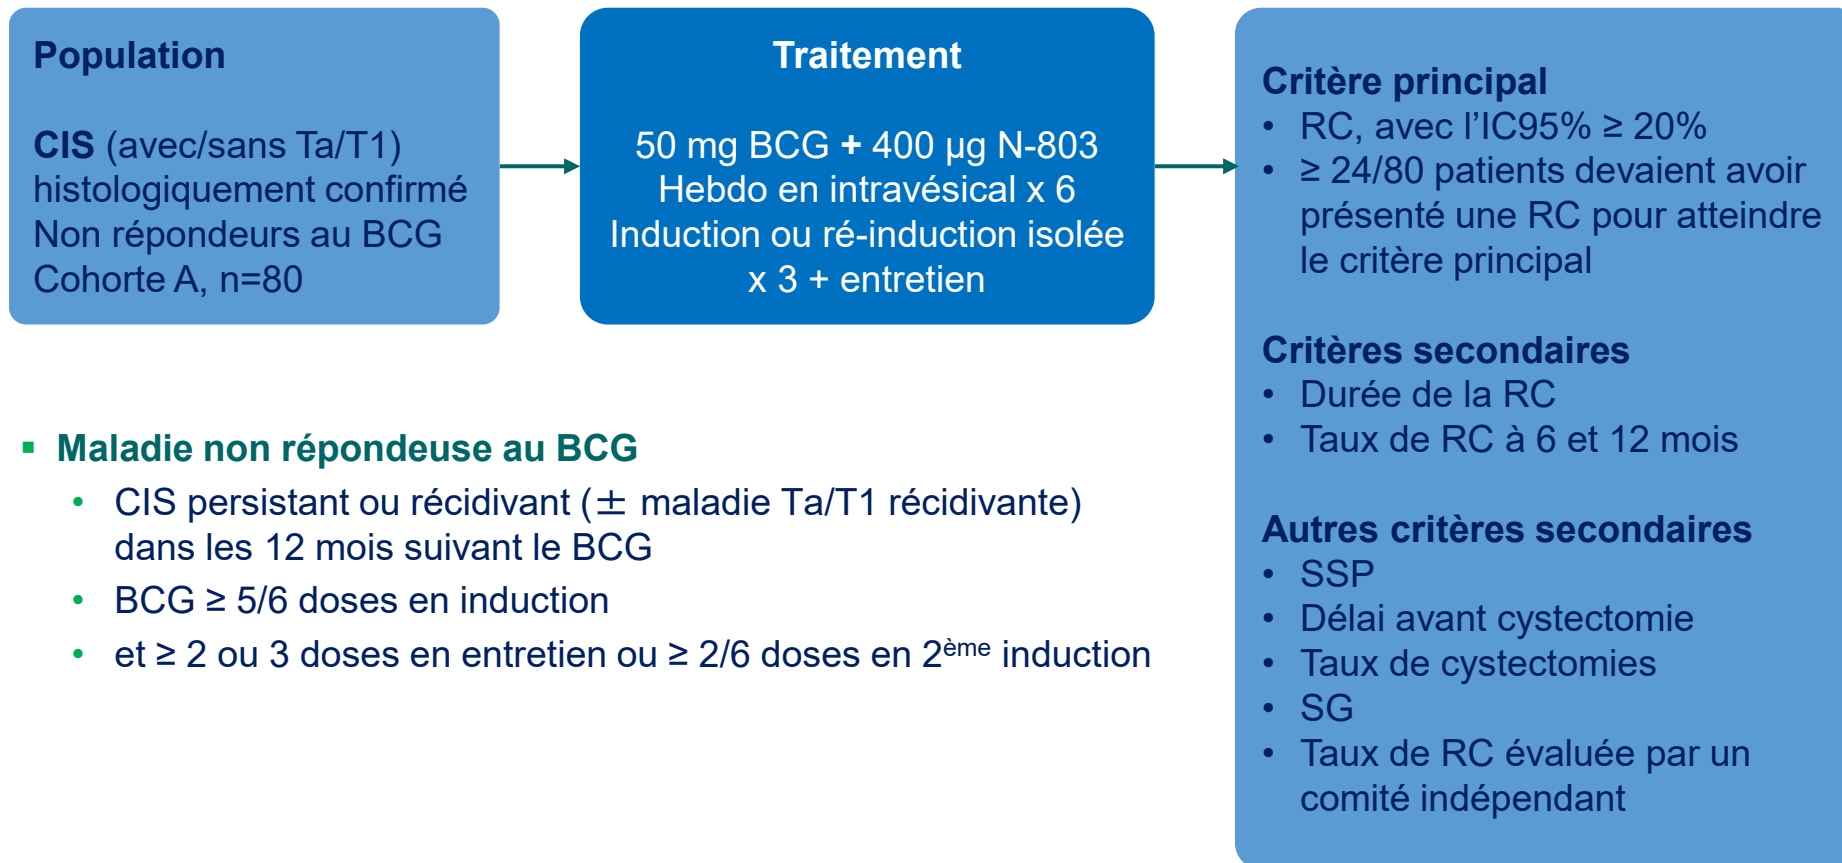 Population
CIS (avec/sans Ta/T1)
histologiquement confirmé
Non répondeurs au BCG
Cohorte A, n=80
Traitement
50 mg BCG + 400 µg N-803
Hebdo en intravésical x 6
Induction ou ré-induction isolée
x 3 + entretien
Critère principal
• RC, avec l’IC95% ≥ 20%
• ≥ 24/80 patients devaient avoir
présenté une RC pour atteindre
le critère principal
Critères secondaires
• Durée de la RC
• Taux de RC à 6 et 12 mois
Autres critères secondaires
• SSP
• Délai avant cystectomie
• Taux de cystectomies
• SG
• Taux de RC évaluée par un
comité indépendant
▪ Maladie non répondeuse au BCG
• CIS persistant ou récidivant (± maladie Ta/T1 récidivante)
dans les 12 mois suivant le BCG
• BCG ≥ 5/6 doses en induction
• et ≥ 2 ou 3 doses en entretien ou ≥ 2/6 doses en 2ème induction